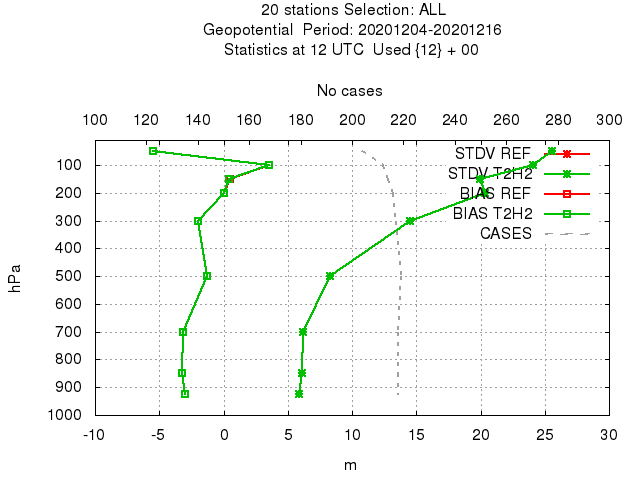 20 stations Selection: ALL
Geopotential  Period: 20201204-20201216
Statistics at 12 UTC  Used {12} + 00
No cases
100 120 140 160 180 200 220 240 260 280 300
STDV REF
STDV T2H2
BIAS REF
BIAS T2H2
CASES
hPa
100
200
300
400
500
600
700
800
900
1000
-10 -5 0 5 10 15 20 25 30
m